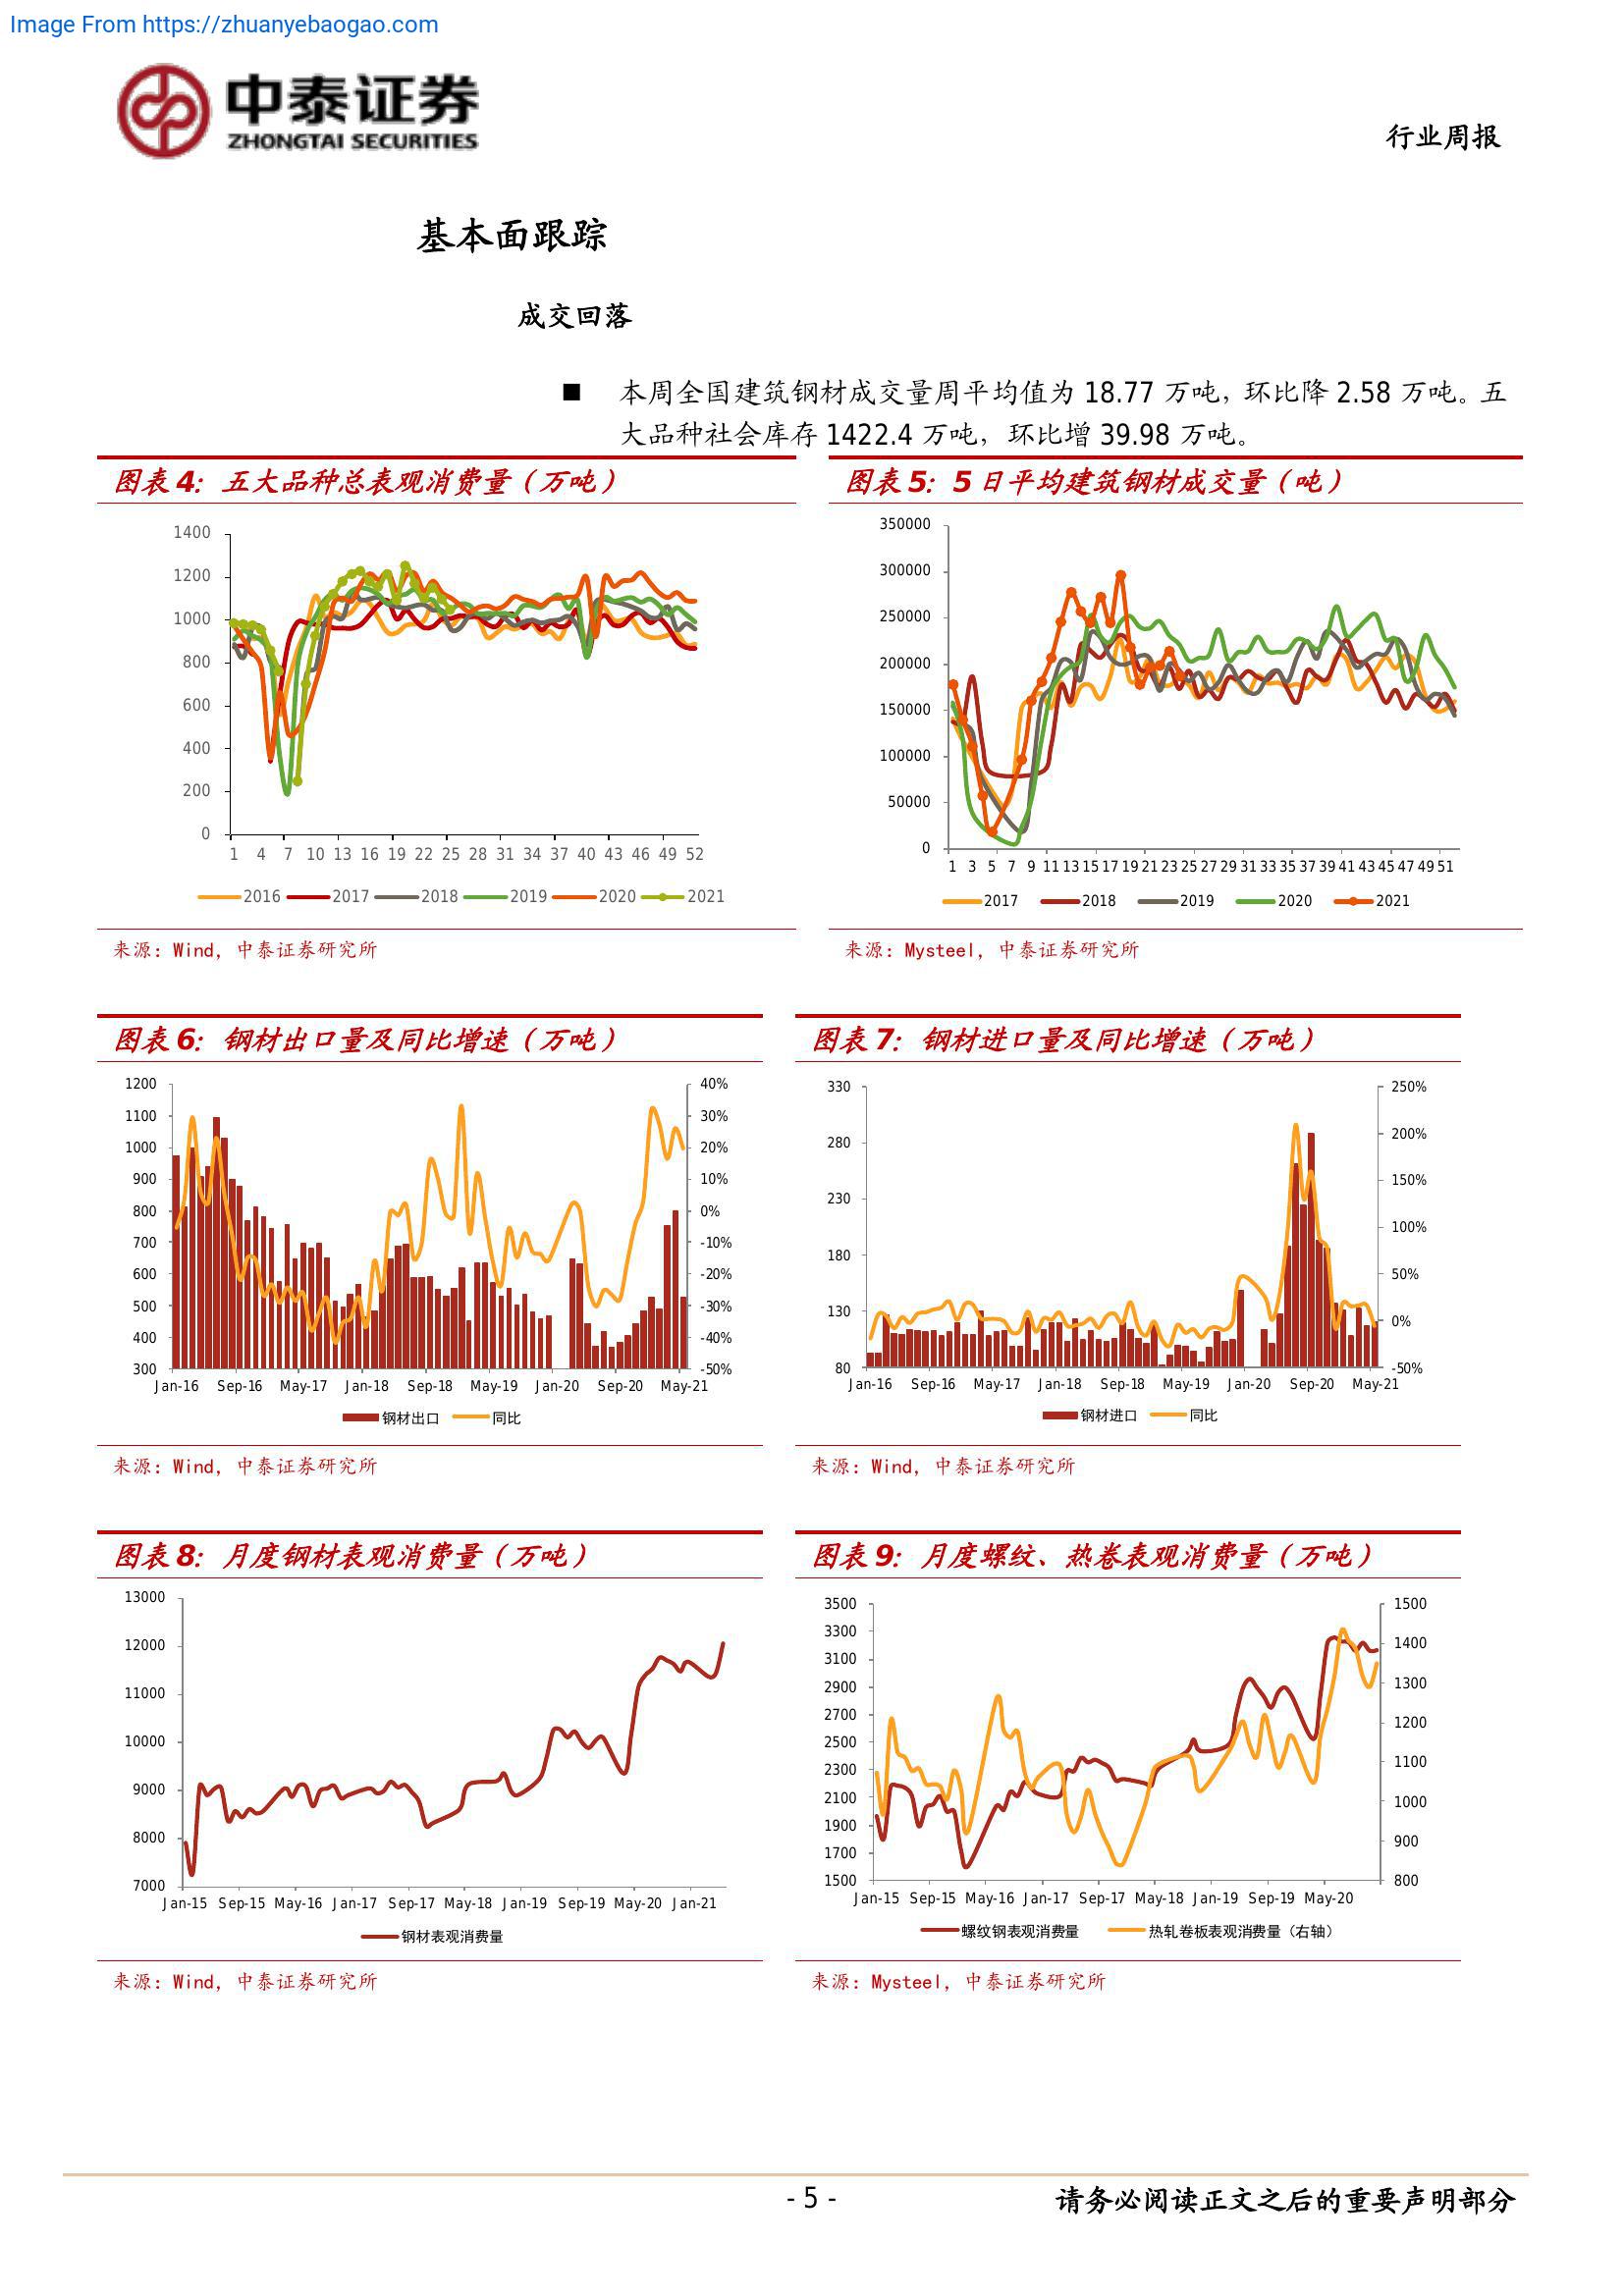 Image From https://zhuanyebaogao.com
中泰证券
ZHONGTAI SECURITIES
行业周报
基本面跟踪
成交回落
■ 本周全国建筑钢材成交量周平均值为 18.77 万吨，环比降 2.58 万吨。五
大品种社会库存 1422.4 万吨，环比增 39.98 万吨。
图表 4：五大品种总表观消费量（万吨）
1400
1200
1000
800
600
400
200
0
1 4 7 10 13 16 19 22 25 28 31 34 37 40 43 46 49 52
2016 2017 2018 2019 2020 2021
来源：Wind，中泰证券研究所
图表 5：5 日平均建筑钢材成交量（吨）
350000
300000
250000
200000
150000
100000
50000
0
1 3 5 7 9 11 13 15 17 19 21 23 25 27 29 31 33 35 37 39 41 43 45 47 49 51
2017 2018 2019 2020 2021
来源：Mysteel，中泰证券研究所
图表 6：钢材出口量及同比增速（万吨）
1200 40%
1100 30%
1000 20%
900 10%
800 0%
700 -10%
600 -20%
500 -30%
400 -40%
300 -50%
Jan-16 Sep-16 May-17 Jan-18 Sep-18 May-19 Jan-20 Sep-20 May-21
钢材出口 同比
来源：Wind，中泰证券研究所
图表 7：钢材进口量及同比增速（万吨）
330 250%
280 200%
230 150%
180 100%
130 50%
80 0%
-50%
Jan-16 Sep-16 May-17 Jan-18 Sep-18 May-19 Jan-20 Sep-20 May-21
钢材进口 同比
来源：Wind，中泰证券研究所
图表 8：月度钢材表观消费量（万吨）
13000
12000
11000
10000
9000
8000
7000
Jan-15 Sep-15 May-16 Jan-17 Sep-17 May-18 Jan-19 Sep-19 May-20 Jan-21
钢材表观消费量
来源：Wind，中泰证券研究所
图表 9：月度螺纹、热卷表观消费量（万吨）
3500 1500
3300 1400
3100 1300
2900 1200
2700 1100
2500 1000
2300 900
2100 800
1900
1700
1500
Jan-15 Sep-15 May-16 Jan-17 Sep-17 May-18 Jan-19 Sep-19 May-20
螺纹钢表观消费量 热轧卷板表观消费量（右轴）
来源：Mysteel，中泰证券研究所
- 5 -
请务必阅读正文之后的重要声明部分